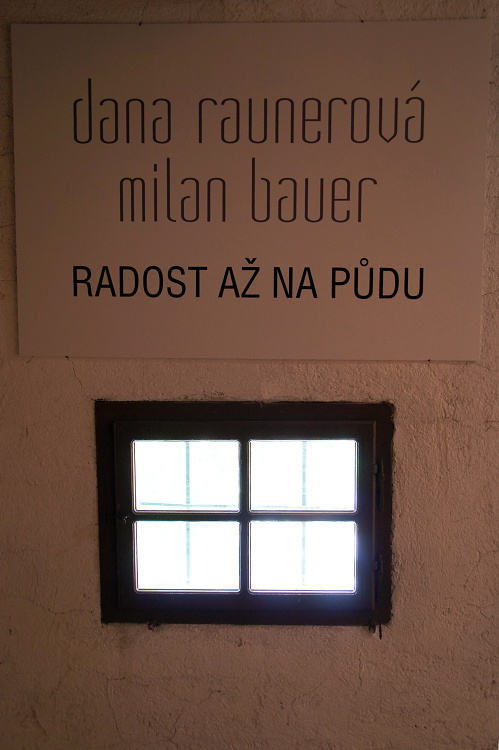 dana raunerová
milan bauer
RADOST AŽ NA PŮDU